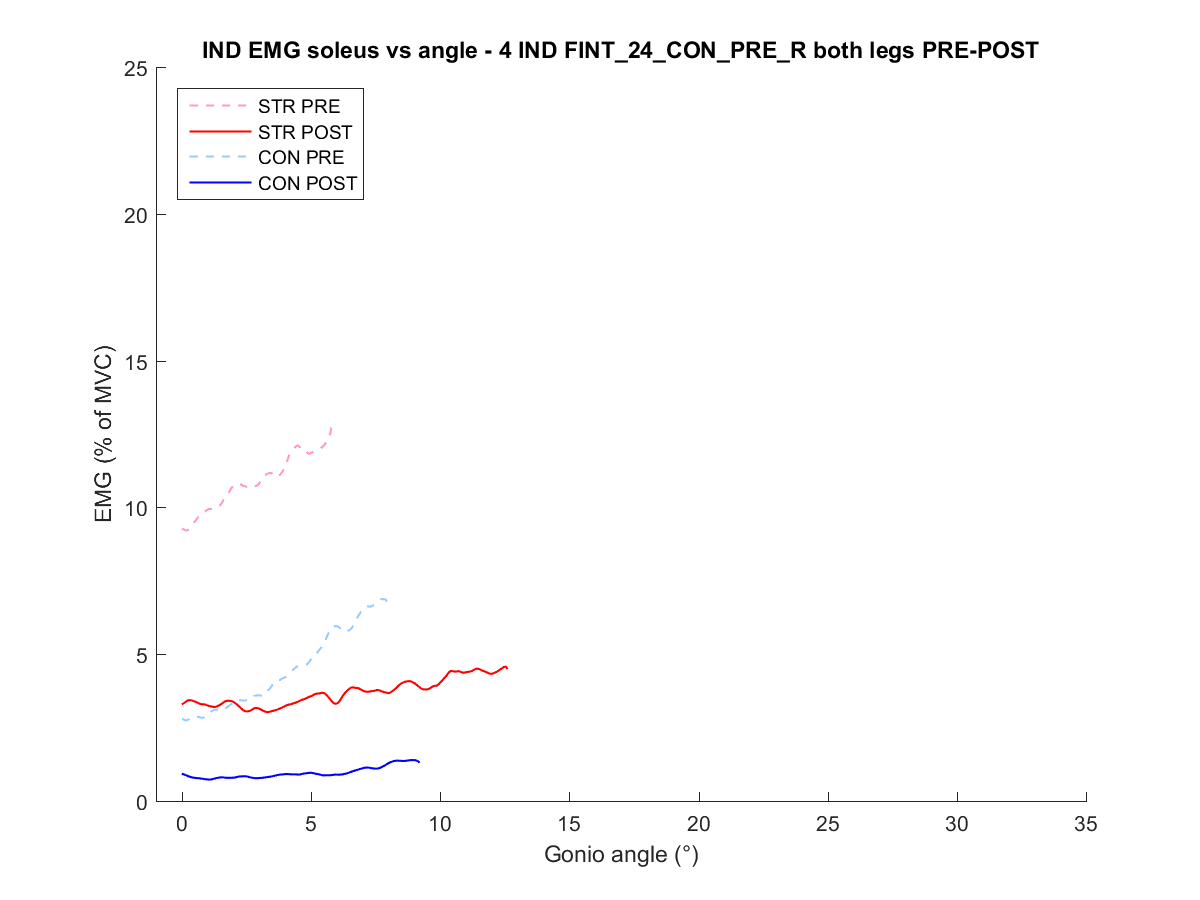 IND EMG soleus vs angle - 4 IND FINT_24_CON_PRE_R both legs PRE-POST
25
STR PRE
STR POST
CON PRE
CON POST
20
15
EMG (% of MVC)
10
5
0
0 5 10 15 20 25 30 35
Gonio angle (°)